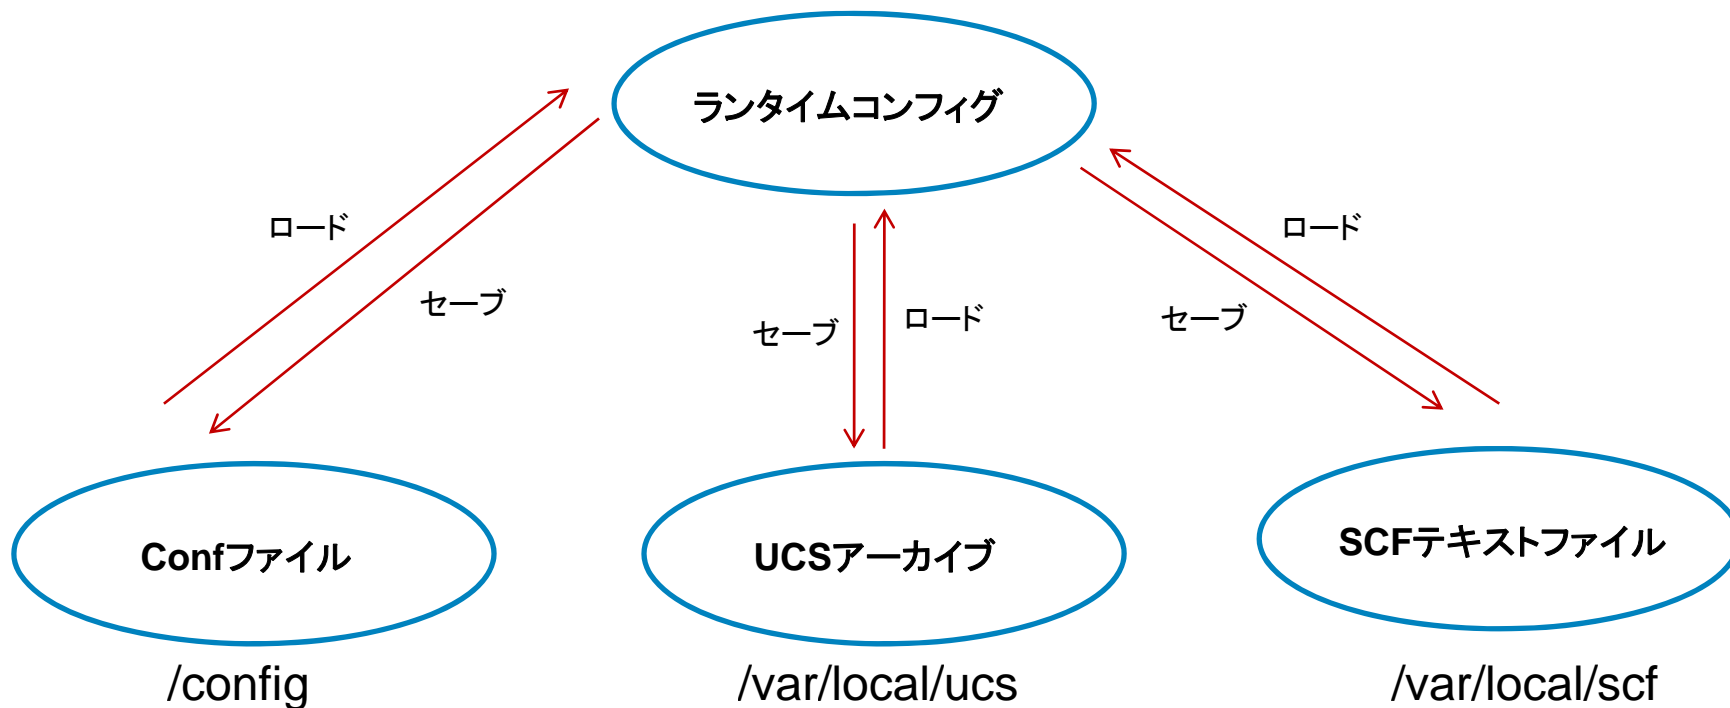 ランタイムコンフィグ
ロード
セーブ
セーブ
ロード
セーブ
ロード
Confファイル
UCSアーカイブ
SCFテキストファイル
/config
/var/local/ucs
/var/local/scf